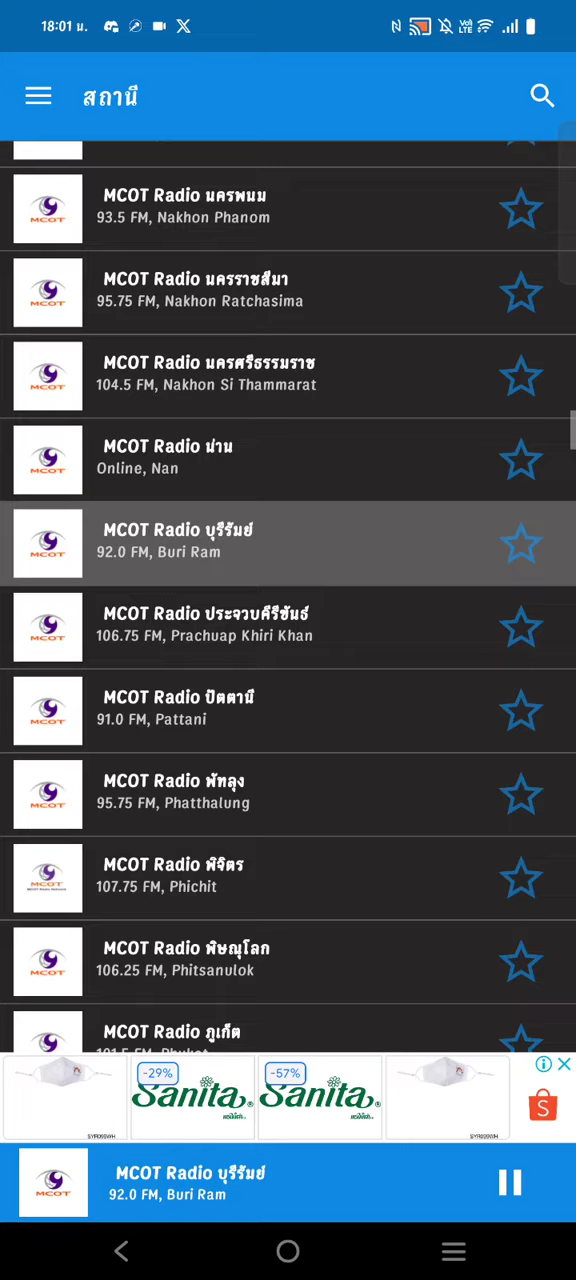 18:01 น.
สถานี
MCOT Radio นครพนม
93.5 FM, Nakhon Phanom
MCOT Radio นครราชสีมา
95.75 FM, Nakhon Ratchasima
MCOT Radio นครศรีธรรมราช
104.5 FM, Nakhon Si Thammarat
MCOT Radio น่าน
Online, Nan
MCOT Radio บุรีรัมย์
92.0 FM, Buri Ram
MCOT Radio ประจวบคีรีขันธ์
106.75 FM, Prachuap Khiri Khan
MCOT Radio ปัตตานี
91.0 FM, Pattani
MCOT Radio พัทลุง
95.75 FM, Phatthalung
MCOT Radio พิจิตร
107.75 FM, Phichit
MCOT Radio พิษณุโลก
106.25 FM, Phitsanulok
MCOT Radio ภูเก็ต
101.5 FM, Phuket
-29%
-57%
Sanita
Sanita
MCOT Radio บุรีรัมย์
92.0 FM, Buri Ram